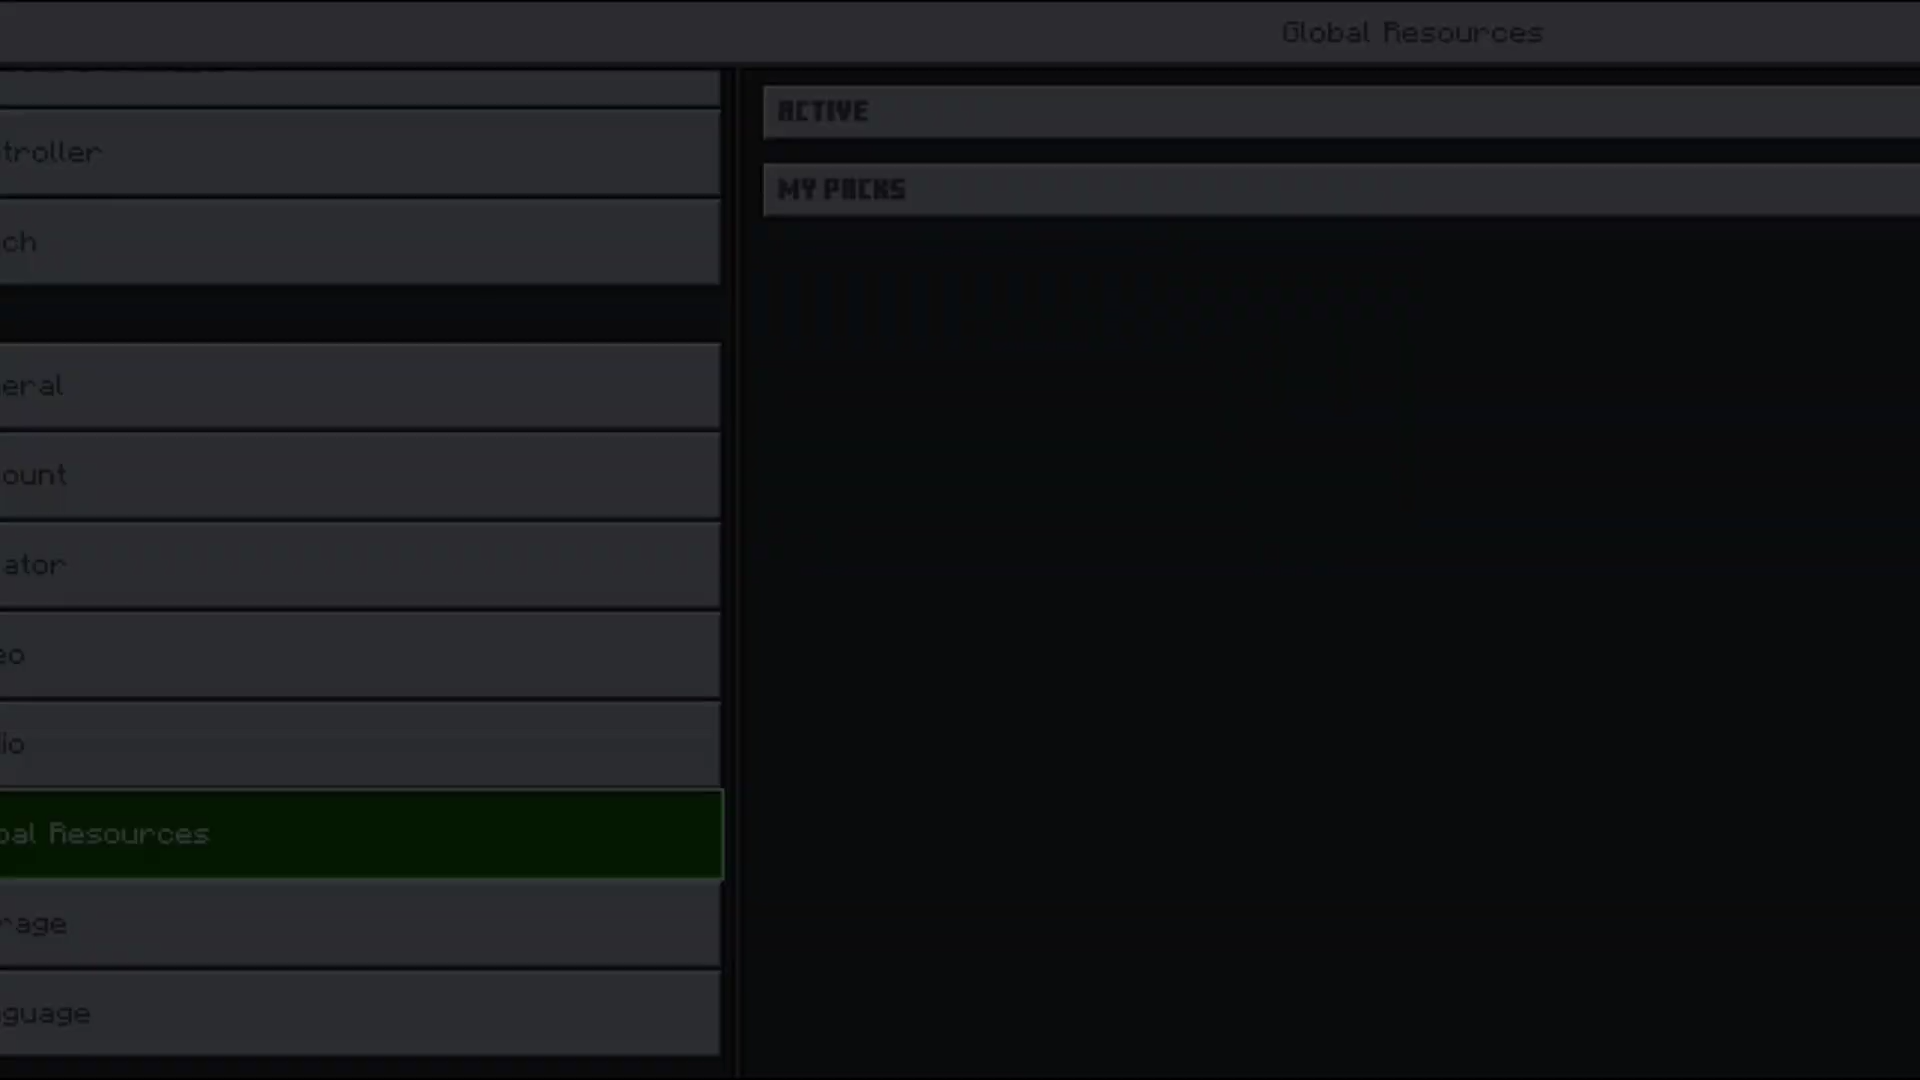 Global Resources
troller
ch
eral
ount
ator
eo
io
bal Resources
rage
guage
ACTIVE
MY PACKS